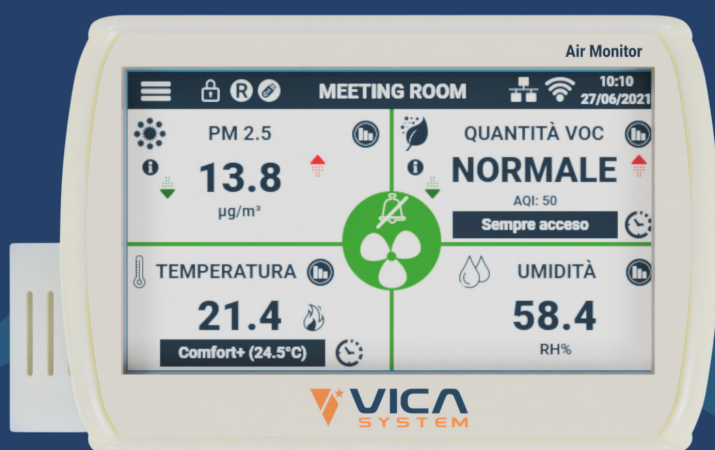 Air Monitor
R
MEETING ROOM
10:10
27/06/2021
PM 2.5
13.8
µg/m³
QUANTITÀ VOC
NORMALE
AQI: 50
Sempre acceso
TEMPERATURA
21.4
Comfort+ (24.5°C)
UMIDITÀ
58.4
RH%
VICA
SYSTEM